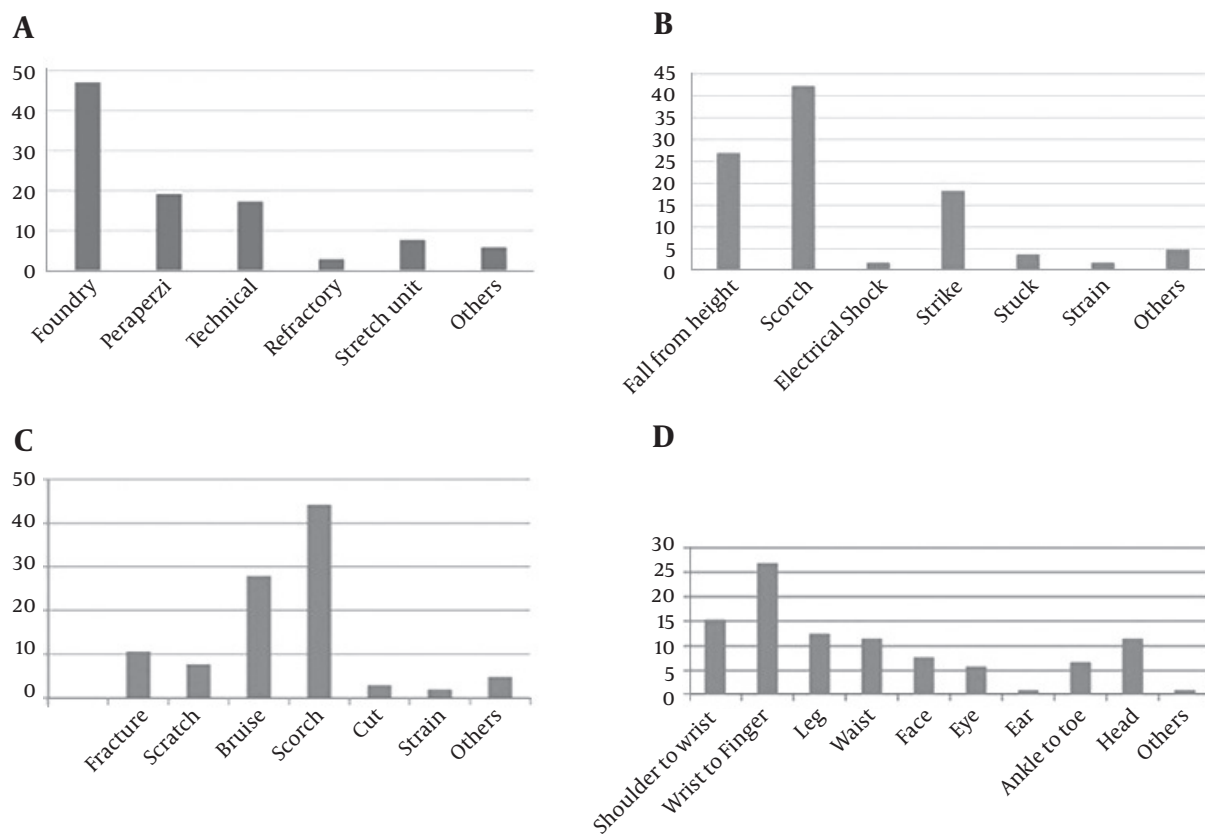 A
50
40
30
20
10
0
Foundry
Peraperzi
Technical
Refractory
Stretch unit
Others
B
45
40
35
30
25
20
15
10
5
0
Fall from height
Scorch
Electrical Shock
Strike
Stuck
Strain
Others
C
50
40
30
20
10
0
Fracture
Scratch
Bruise
Scorch
Cut
Strain
Others
D
30
25
20
15
10
5
0
Shoulder to wrist
Wrist to Finger
Leg
Waist
Face
Eye
Ear
Ankle to toe
Head
Others